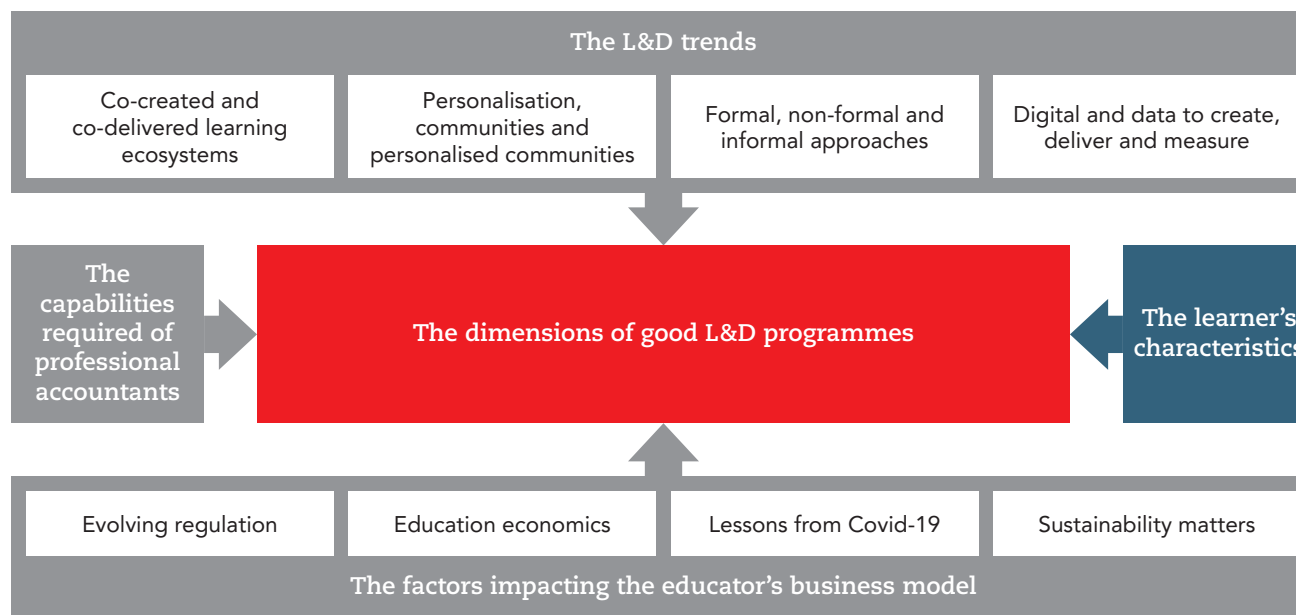 The L&D trends
Co-created and
co-delivered learning
ecosystems
Personalisation,
communities and
personalised communities
Formal, non-formal and
informal approaches
Digital and data to create,
deliver and measure
The
capabilities
required of
professional
accountants
The dimensions of good L&D programmes
The learner's
characteristics
Evolving regulation
Education economics
Lessons from Covid-19
Sustainability matters
The factors impacting the educator's business model